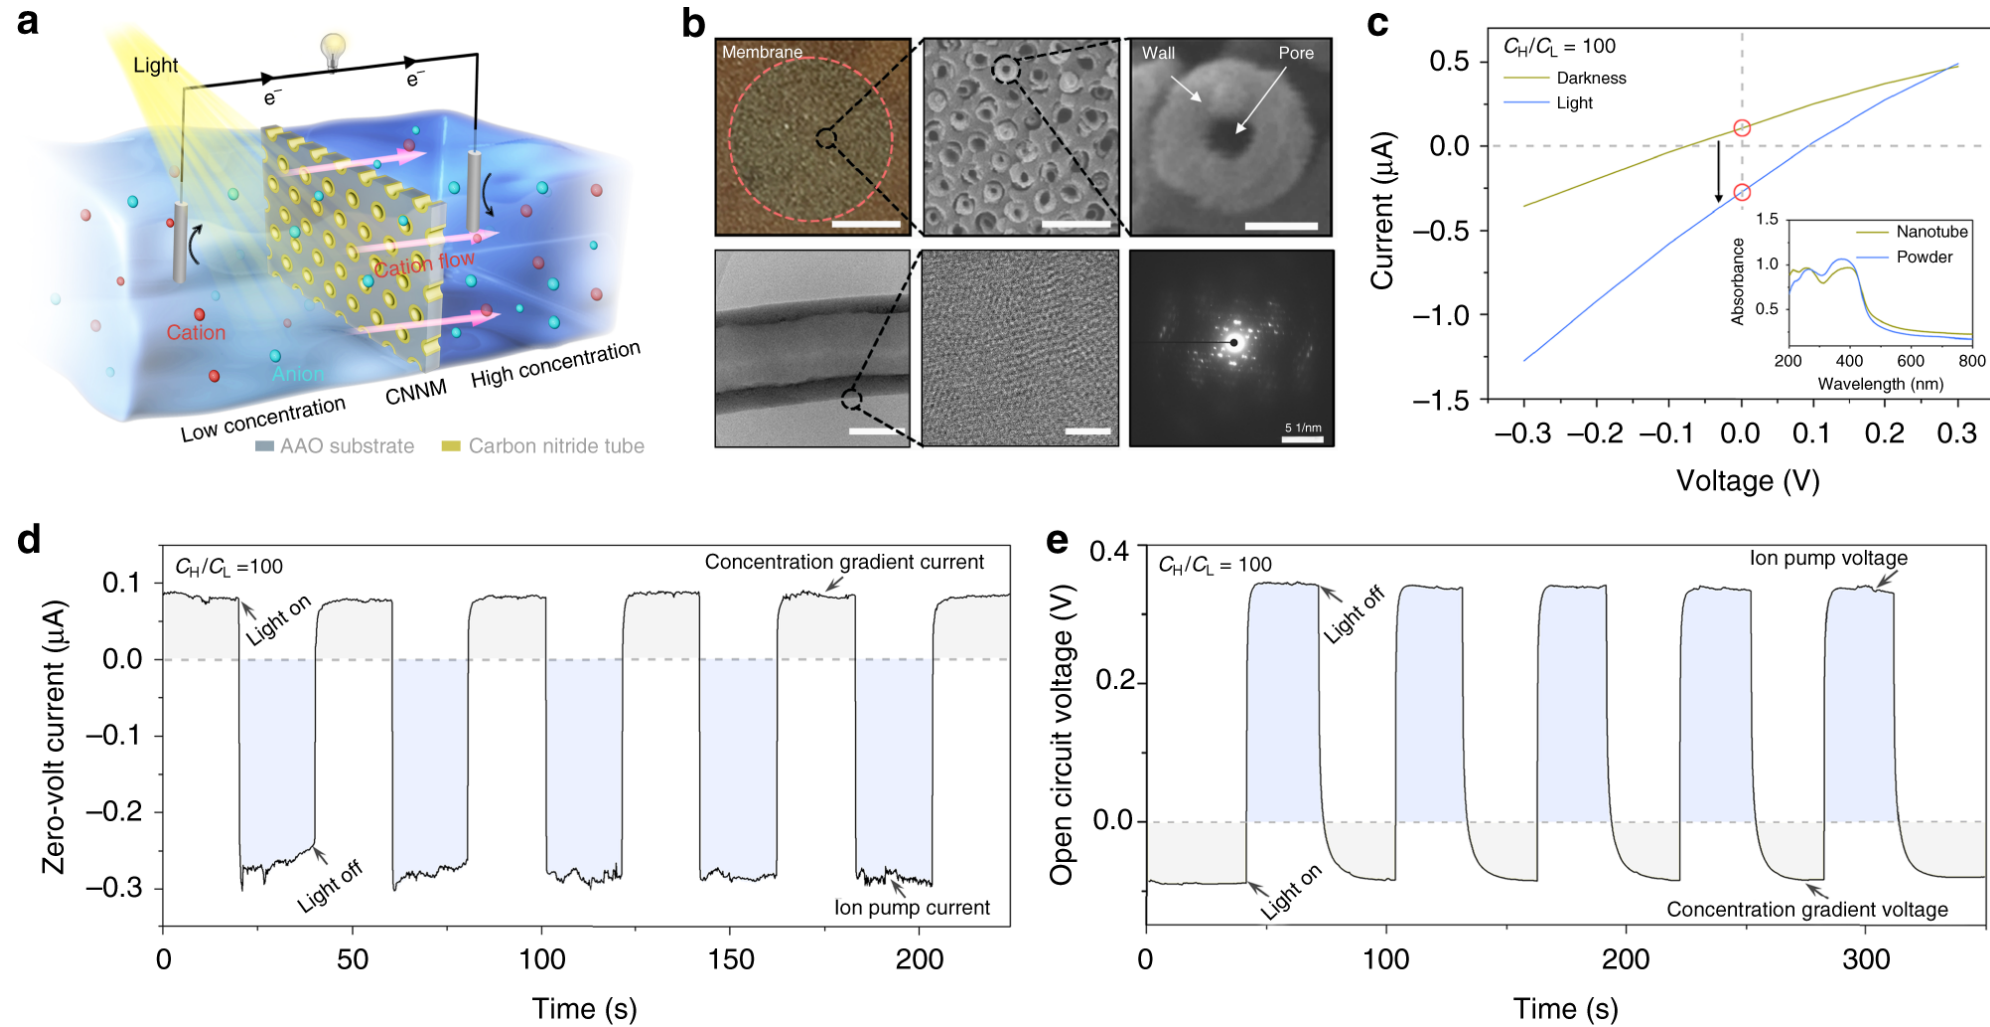 a
Light
e⁻
e⁻
Cation flow
Cation
Anion
Low concentration
CNNM
High concentration
AAO substrate
Carbon nitride tube
b
Membrane
Wall
Pore
5 1/nm
c
C_H/C_L = 100
Darkness
Light
Current (μA)
0.5
0.0
−0.5
−1.0
−1.5
−0.3
−0.2
−0.1
0.0
0.1
0.2
0.3
Voltage (V)
Absorbance
1.5
1.0
0.5
Nanotube
Powder
200
400
600
800
Wavelength (nm)
d
C_H/C_L =100
Concentration gradient current
Light on
Light off
Ion pump current
Zero-volt current (μA)
0.1
0.0
−0.1
−0.2
−0.3
0
50
100
150
200
Time (s)
e
C_H/C_L = 100
Ion pump voltage
Light off
Light on
Concentration gradient voltage
Open circuit voltage (V)
0.4
0.2
0.0
0
100
200
300
Time (s)